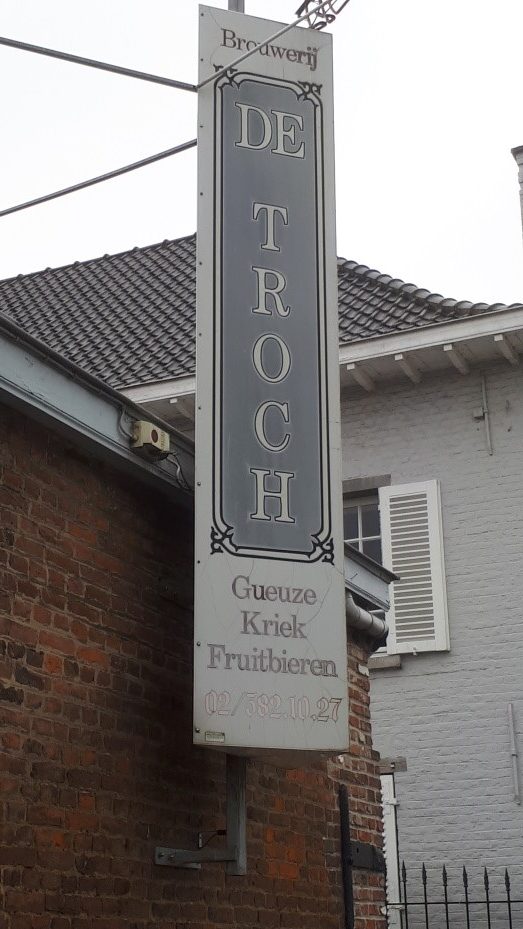 Brouwerij
DE
TROCH
Gueuze
Kriek
Fruitbieren
02/582.10.27